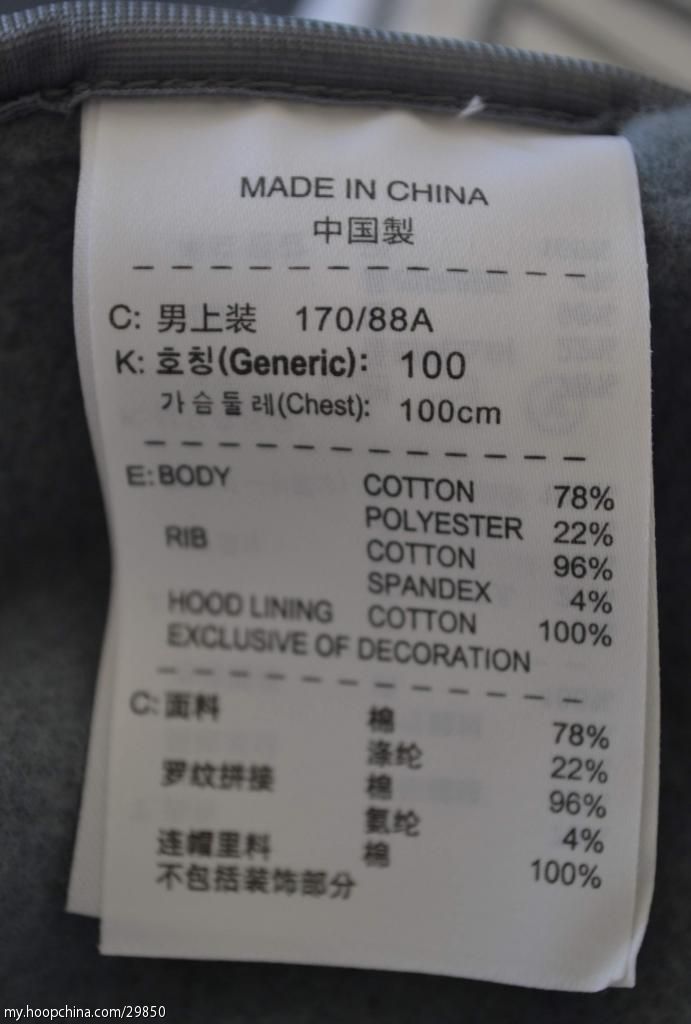 MADE IN CHINA
中国製
C: 男上装 170/88A
K: 호칭(Generic): 100
가슴둘레(Chest): 100cm
E: BODY COTTON 78%
POLYESTER 22%
RIB COTTON 96%
SPANDEX 4%
HOOD LINING COTTON 100%
EXCLUSIVE OF DECORATION
C: 面料 棉 78%
涤纶 22%
罗纹拼接 棉 96%
氨纶 4%
连帽里料 棉 100%
不包括装饰部分
my.hoopchina.com/29850